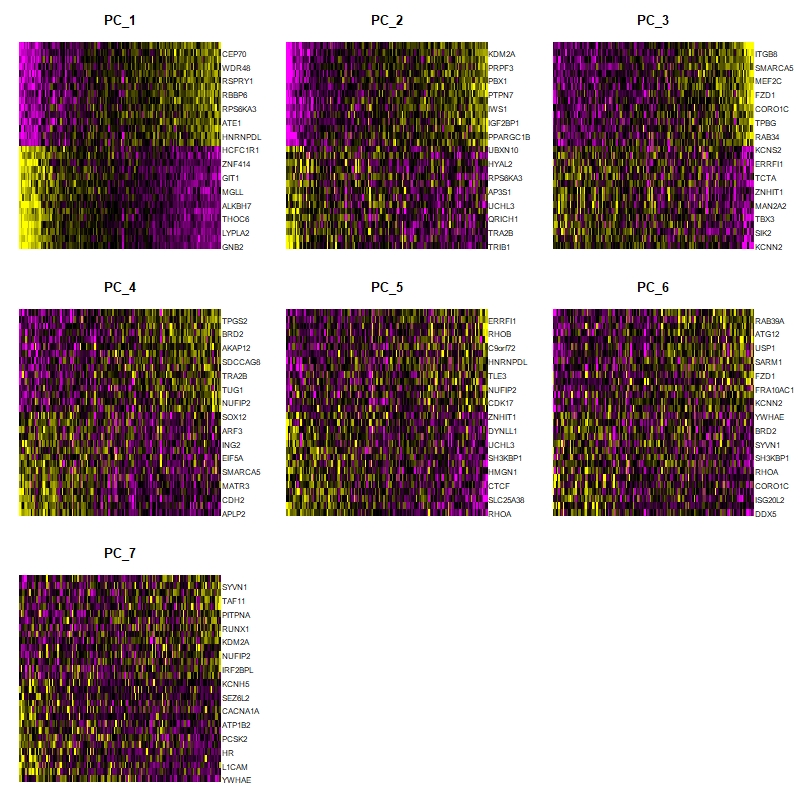 PC_1
CEP70
WDR48
RSPRY1
RBBP6
RPS6KA3
ATE1
HNRNPDL
HCFC1R1
ZNF414
GIT1
MGLL
ALKBH7
THOC6
LYPLA2
GNB2
PC_2
KDM2A
PRPF3
PBX1
PTPN7
IWS1
IGF2BP1
PPARGC1B
UBXN10
HYAL2
RPS6KA3
AP3S1
UCHL3
QRICH1
TRA2B
TRIB1
PC_3
ITGB8
SMARCA5
MEF2C
FZD1
CORO1C
TPBG
RAB34
KCNS2
ERRFI1
TCTA
ZNHIT1
MAN2A2
TBX3
SIK2
KCNN2
PC_4
TPGS2
BRD2
AKAP12
SDCCAG8
TRA2B
TUG1
NUFIP2
SOX12
ARF3
ING2
EIF5A
SMARCA5
MATR3
CDH2
APLP2
PC_5
ERRFI1
RHOB
C9orf72
HNRNPDL
TLE3
NUFIP2
CDK17
ZNHIT1
DYNLL1
UCHL3
SH3KBP1
HMGN1
CTCF
SLC25A38
RHOA
PC_6
RAB39A
ATG12
USP1
SARM1
FZD1
FRA10AC1
KCNN2
YWHAE
BRD2
SYVN1
SH3KBP1
RHOA
CORO1C
ISG20L2
DDX5
PC_7
SYVN1
TAF11
PITPNA
RUNX1
KDM2A
NUFIP2
IRF2BPL
KCNH5
SEZ6L2
CACNA1A
ATP1B2
PCSK2
HR
L1CAM
YWHAE